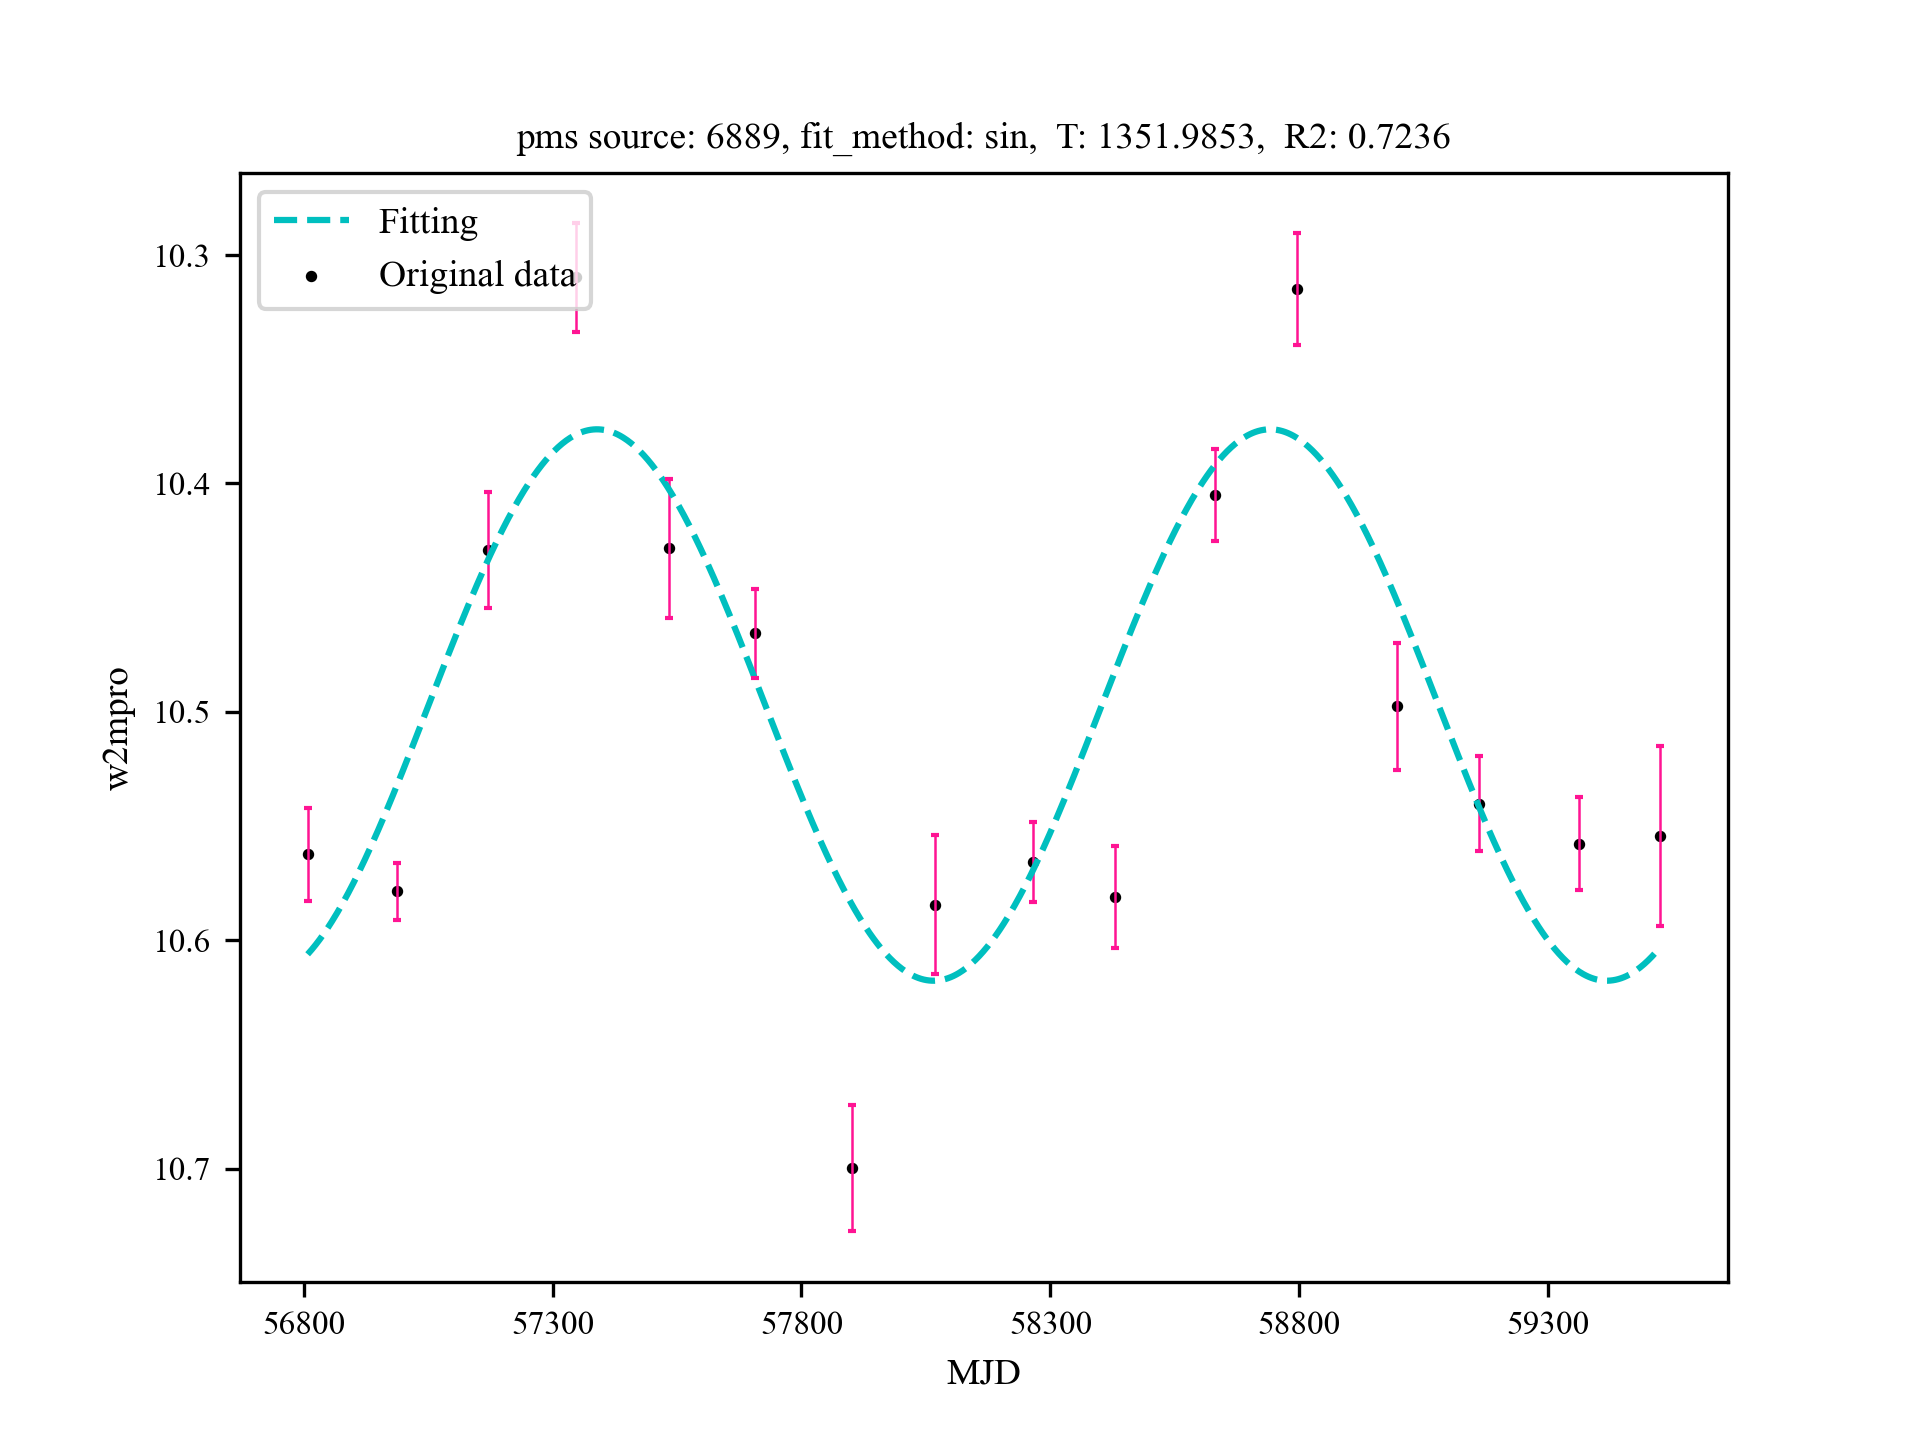 pms source: 6889, fit_method: sin,  T: 1351.9853,  R2: 0.7236
Fitting
Original data
10.3
10.4
10.5
10.6
10.7
w2mpro
56800 57300 57800 58300 58800 59300
MJD